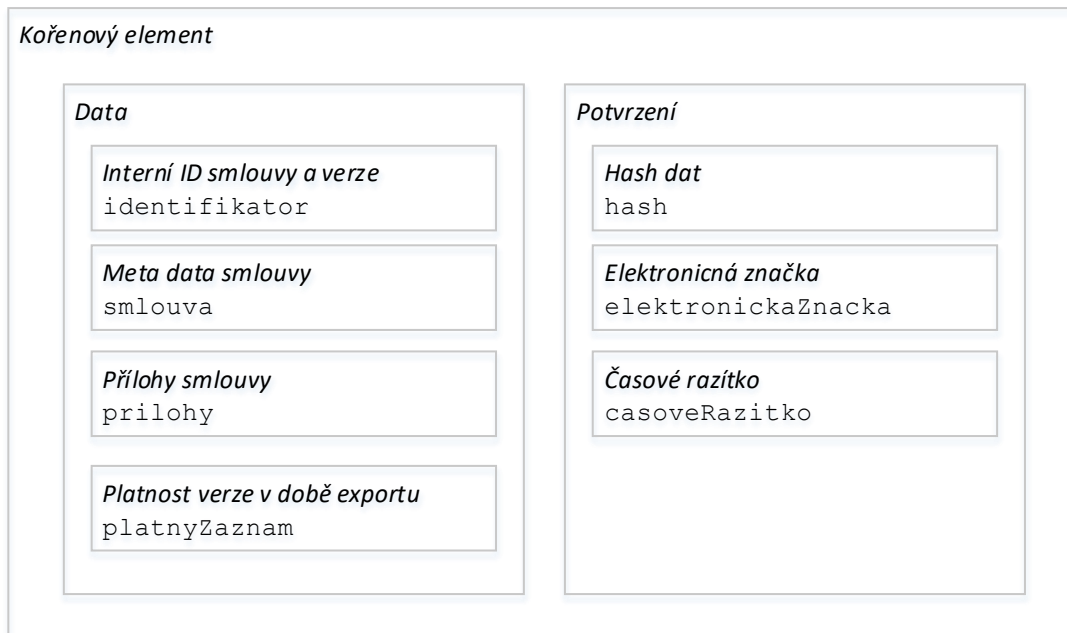 Kořenový element
Data
Interní ID smlouvy a verze
identifikator
Meta data smlouvy
smlouva
Přílohy smlouvy
prilohy
Platnost verze v době exportu
platnyZaznam
Potvrzení
Hash dat
hash
Elektronicná značka
elektronickaZnacka
Časové razítko
casoveRazitko